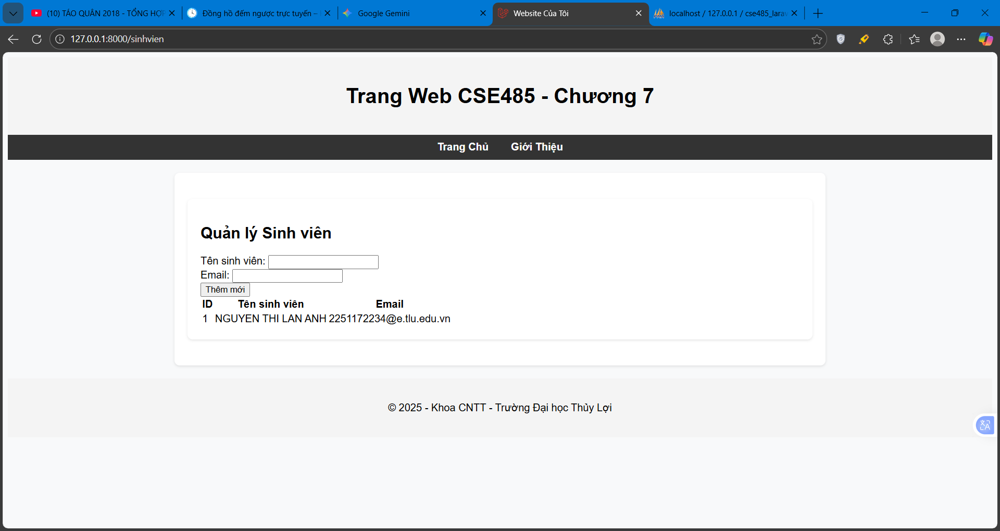 (10) TÁO QUÂN 2018 - TỔNG HỢP
Đồng hồ đếm ngược trực tuyến –
Google Gemini
Website Của Tôi
localhost / 127.0.0.1 / cse485_larav
127.0.0.1:8000/sinhvien
Trang Web CSE485 - Chương 7
Trang Chủ Giới Thiệu
Quản lý Sinh viên
Tên sinh viên:
Email:
Thêm mới
ID Tên sinh viên Email
1 NGUYEN THI LAN ANH 2251172234@e.tlu.edu.vn
© 2025 - Khoa CNTT - Trường Đại học Thủy Lợi